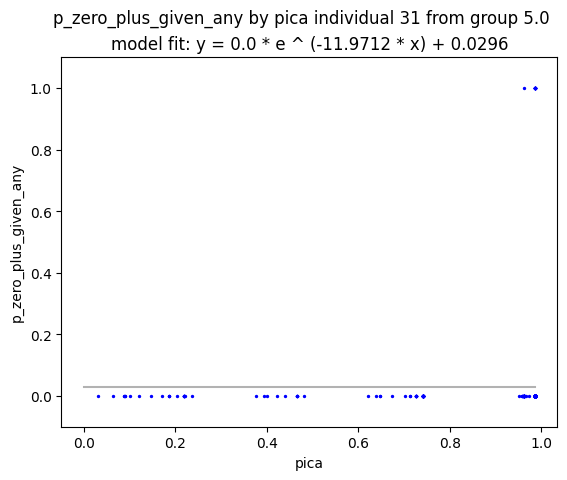 p_zero_plus_given_any by pica individual 31 from group 5.0
model fit: y = 0.0 * e ^ (-11.9712 * x) + 0.0296
1.0
0.8
0.6
0.4
0.2
0.0
p_zero_plus_given_any
0.0 0.2 0.4 0.6 0.8 1.0
pica